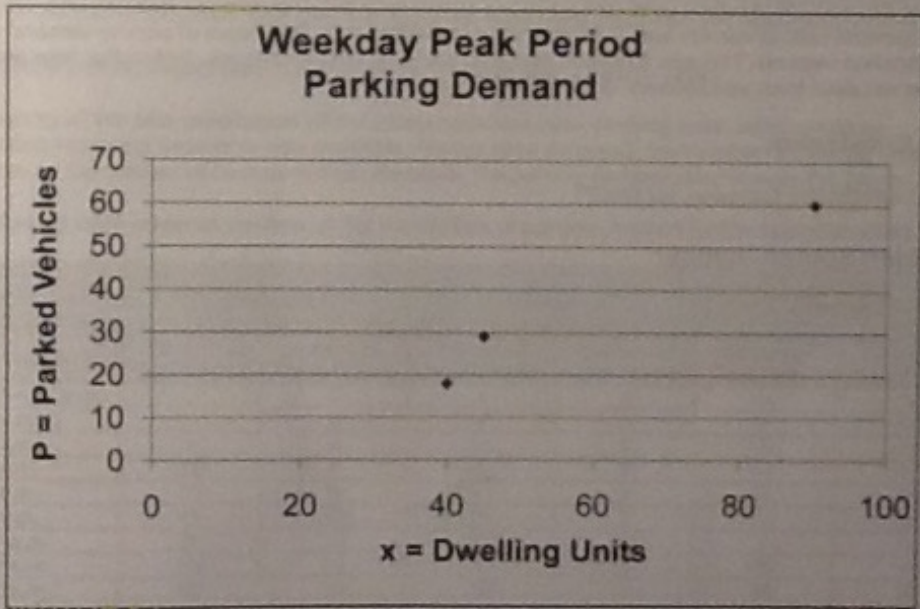 Weekday Peak Period
Parking Demand
P = Parked Vehicles
70
60
50
40
30
20
10
0
0 20 40 60 80 100
x = Dwelling Units